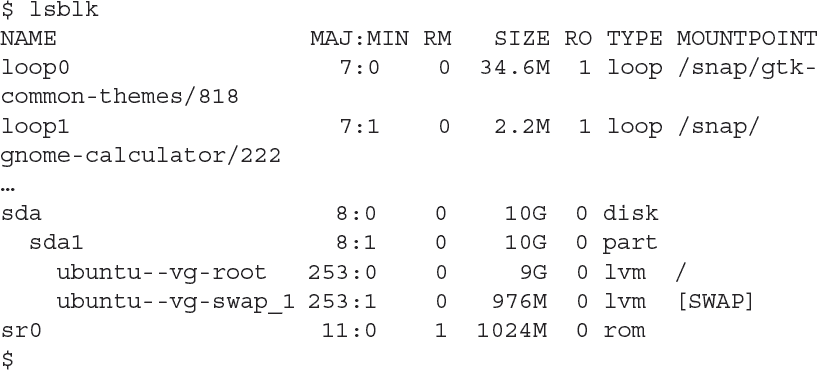 $ lsblk
NAME                  MAJ:MIN RM   SIZE RO TYPE MOUNTPOINT
loop0                   7:0    0  34.6M  1 loop /snap/gtk-
common-themes/818
loop1                   7:1    0   2.2M  1 loop /snap/
gnome-calculator/222
…
sda                     8:0    0    10G  0 disk
  sda1                  8:1    0    10G  0 part
    ubuntu--vg-root   253:0    0     9G  0 lvm  /
    ubuntu--vg-swap_1 253:1    0   976M  0 lvm  [SWAP]
sr0                    11:0    1  1024M  0 rom
$